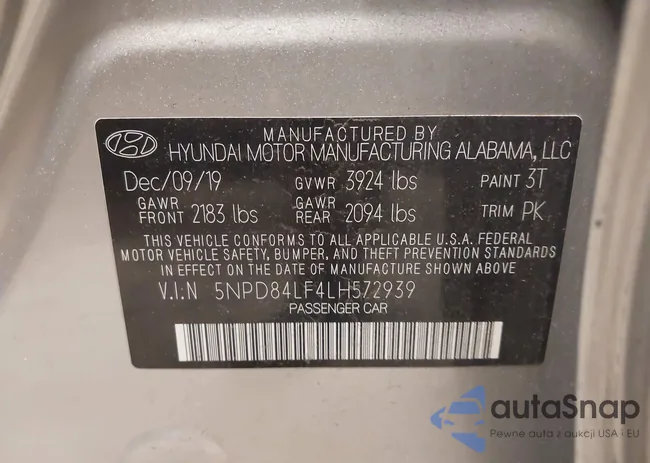 MANUFACTURED BY
HYUNDAI MOTOR MANUFACTURING ALABAMA, LLC
Dec/09/19 GVWR 3924 lbs PAINT 3T
GAWR FRONT 2183 lbs GAWR REAR 2094 lbs TRIM PK
THIS VEHICLE CONFORMS TO ALL APPLICABLE U.S.A. FEDERAL
MOTOR VEHICLE SAFETY, BUMPER, AND THEFT PREVENTION STANDARDS
IN EFFECT ON THE DATE OF MANUFACTURE SHOWN ABOVE
V.I.N 5NPD84LF4LH572939
PASSENGER CAR
autaSnap
Pewne auta z aukcji USA i EU